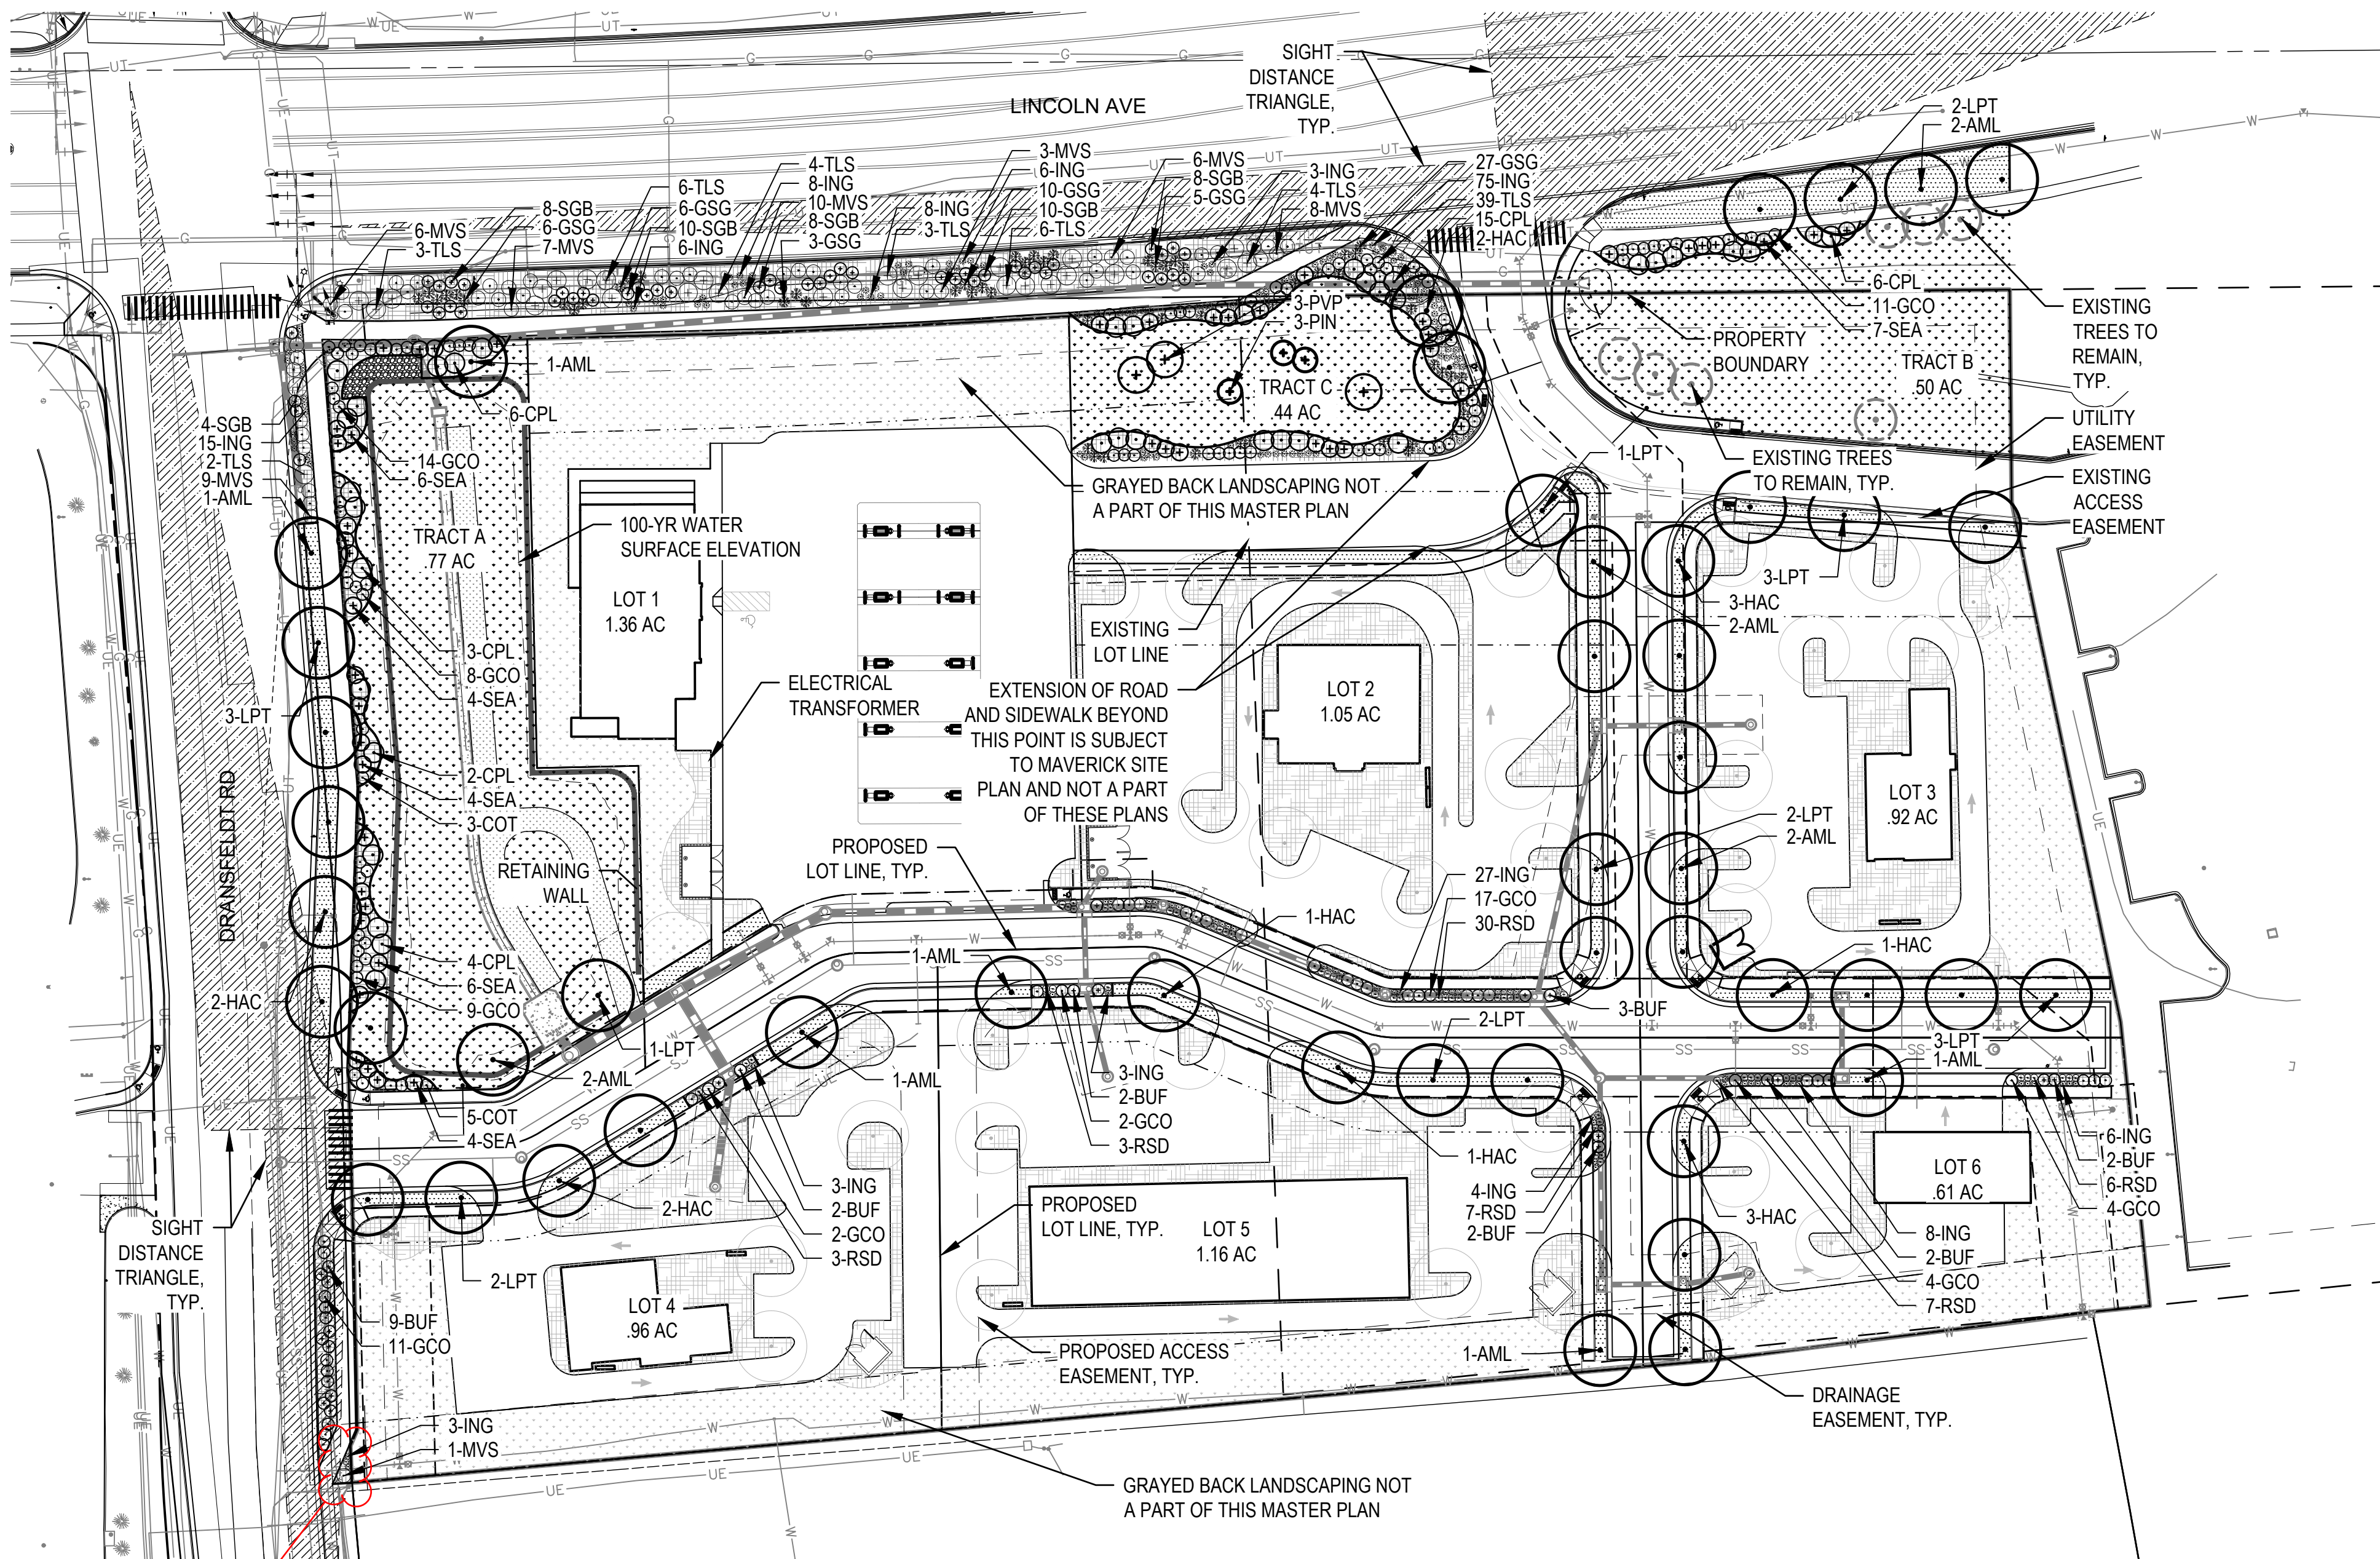 LINCOLN AVE
SIGHT
DISTANCE
TRIANGLE,
TYP.
2-LPT
2-AML
6-MVS
3-TLS
8-SGB
6-GSG
7-MVS
6-TLS
6-GSG
10-SGB
6-ING
4-TLS
8-ING
10-MVS
8-SGB
3-GSG
8-ING
3-TLS
3-MVS
6-ING
10-GSG
10-SGB
6-TLS
6-MVS
8-SGB
5-GSG
3-ING
4-TLS
8-MVS
27-GSG
75-ING
39-TLS
15-CPL
2-HAC
6-CPL
11-GCO
7-SEA
EXISTING
TREES TO
REMAIN,
TYP.
PROPERTY
BOUNDARY
TRACT B
.50 AC
3-PVP
3-PIN
TRACT C
.44 AC
1-AML
6-CPL
4-SGB
15-ING
2-TLS
9-MVS
1-AML
14-GCO
6-SEA
UTILITY
EASEMENT
EXISTING
ACCESS
EASEMENT
1-LPT
EXISTING TREES
TO REMAIN, TYP.
GRAYED BACK LANDSCAPING NOT
A PART OF THIS MASTER PLAN
TRACT A
.77 AC
100-YR WATER
SURFACE ELEVATION
LOT 1
1.36 AC
3-LPT
3-HAC
2-AML
EXISTING
LOT LINE
3-CPL
8-GCO
4-SEA
ELECTRICAL
TRANSFORMER
EXTENSION OF ROAD
AND SIDEWALK BEYOND
THIS POINT IS SUBJECT
TO MAVERICK SITE
PLAN AND NOT A PART
OF THESE PLANS
LOT 2
1.05 AC
3-LPT
DRANSFELDT RD
2-CPL
4-SEA
3-COT
LOT 3
.92 AC
2-LPT
2-AML
PROPOSED
LOT LINE, TYP.
RETAINING
WALL
27-ING
17-GCO
30-RSD
1-HAC
1-HAC
1-AML
4-CPL
6-SEA
9-GCO
2-HAC
3-BUF
2-LPT
3-LPT
1-AML
1-LPT
2-AML
1-AML
3-ING
2-BUF
2-GCO
3-RSD
5-COT
4-SEA
6-ING
2-BUF
6-RSD
4-GCO
1-HAC
LOT 6
.61 AC
3-ING
2-BUF
2-GCO
3-RSD
4-ING
7-RSD
2-BUF
2-HAC
PROPOSED
LOT LINE, TYP.
LOT 5
1.16 AC
3-HAC
8-ING
2-BUF
4-GCO
7-RSD
SIGHT
DISTANCE
TRIANGLE,
TYP.
2-LPT
LOT 4
.96 AC
9-BUF
11-GCO
PROPOSED ACCESS
EASEMENT, TYP.
1-AML
DRAINAGE
EASEMENT, TYP.
3-ING
1-MVS
GRAYED BACK LANDSCAPING NOT
A PART OF THIS MASTER PLAN